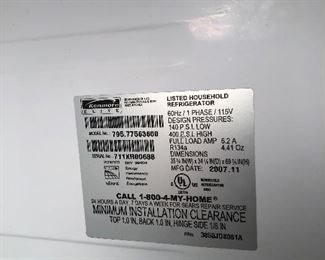 Kenmore
ELITE
LISTED HOUSEHOLD
REFRIGERATOR
60Hz / 1 PHASE / 115V
DESIGN PRESSURES:
140 P.S.I. LOW
400 P.S.I. HIGH
FULL LOAD AMP 6.2 A
R134a 4.41 Oz
DIMENSIONS
MFG DATE: 2007.11
MODEL NO. 795.77563600
SERIAL NO. 711KR00688
CALL 1-800-4-MY-HOME®
24 HOURS A DAY, 7 DAYS A WEEK FOR SEARS REPAIR SERVICE
MINIMUM INSTALLATION CLEARANCE
TOP 1.0 IN, BACK 1.0 IN, HINGE SIDE 1/8 IN
P/No.